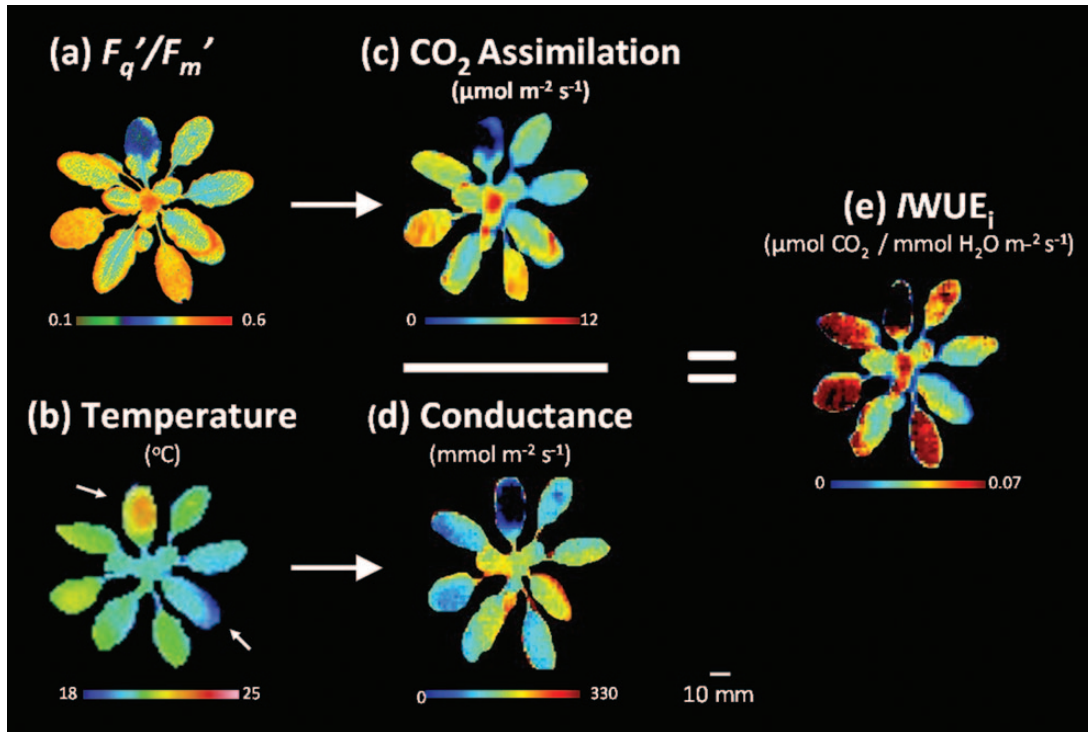 (a) Fq’/Fm’
0.1 0.6
(c) CO2 Assimilation
(µmol m-2 s-1)
0 12
(b) Temperature
(oC)
18 25
(d) Conductance
(mmol m-2 s-1)
0 330
(e) IWUEi
(µmol CO2 / mmol H2O m-2 s-1)
=
0 0.07
10 mm